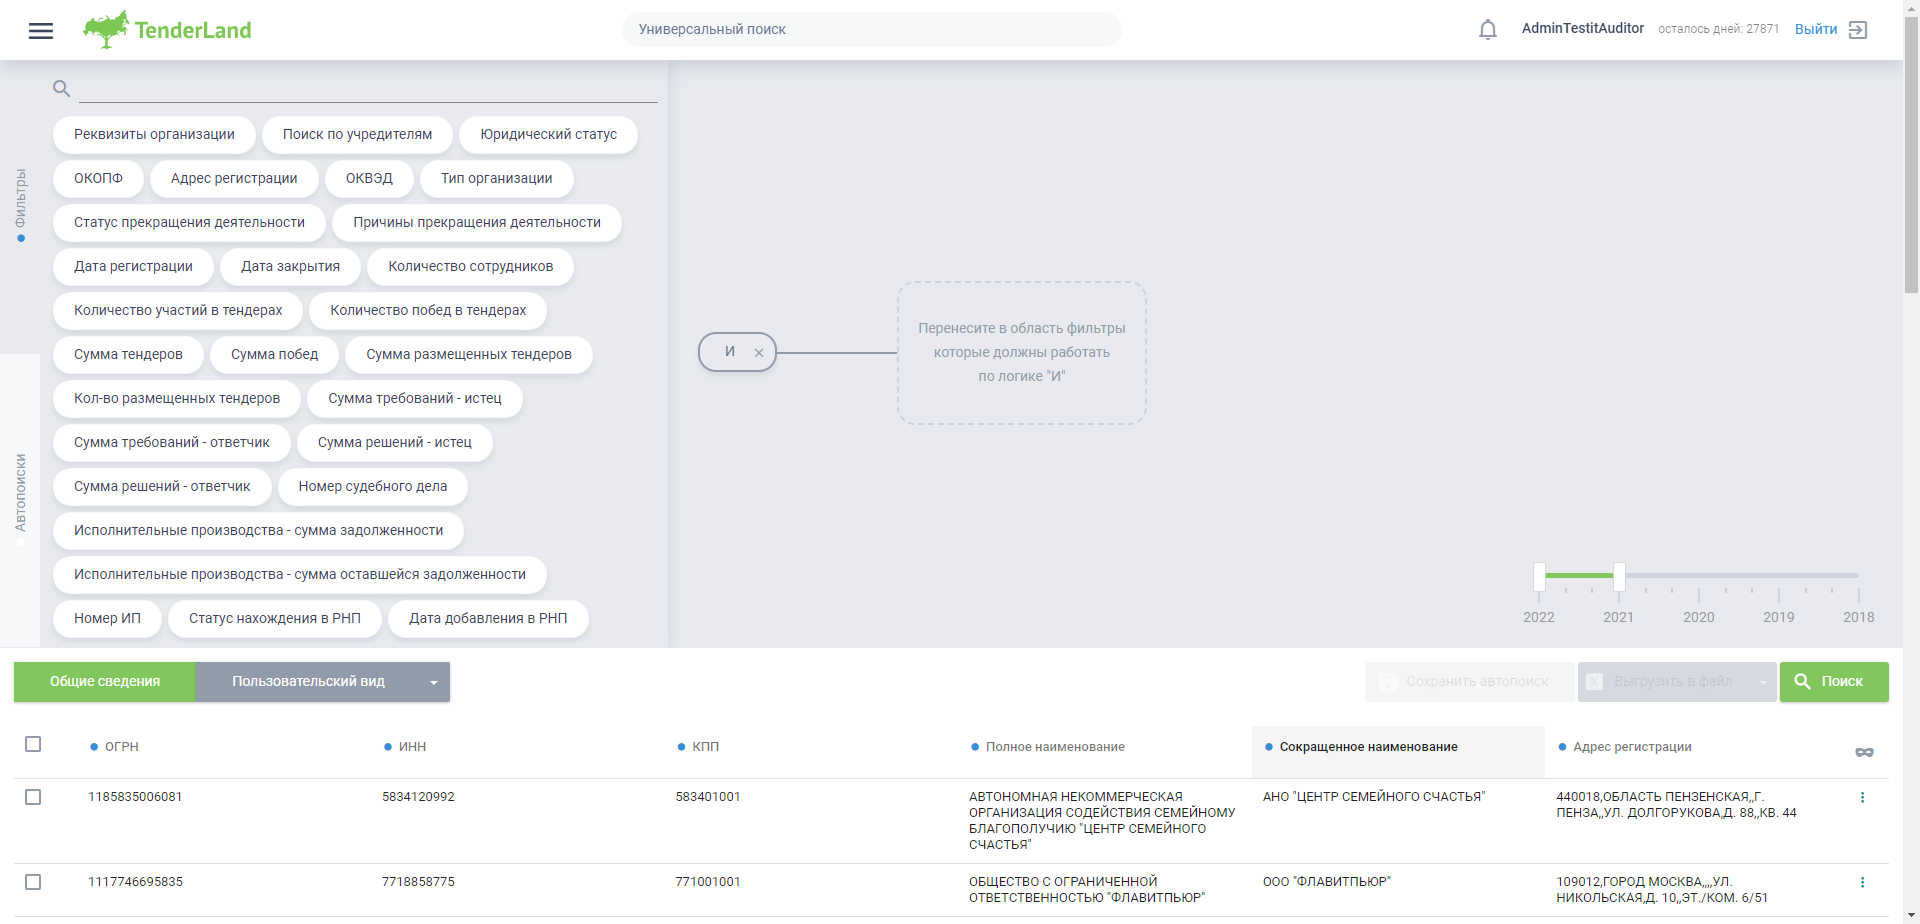 TenderLand
Универсальный поиск
AdminTestitAuditor
осталось дней: 27871
Выйти
Фильтры
Автопоиски
Реквизиты организации
Поиск по учредителям
Юридический статус
ОКОПФ
Адрес регистрации
ОКВЭД
Тип организации
Статус прекращения деятельности
Причины прекращения деятельности
Дата регистрации
Дата закрытия
Количество сотрудников
Количество участий в тендерах
Количество побед в тендерах
Сумма тендеров
Сумма побед
Сумма размещенных тендеров
Кол-во размещенных тендеров
Сумма требований - истец
Сумма требований - ответчик
Сумма решений - истец
Сумма решений - ответчик
Номер судебного дела
Исполнительные производства - сумма задолженности
Исполнительные производства - сумма оставшейся задолженности
Номер ИП
Статус нахождения в РНП
Дата добавления в РНП
И
Перенесите в область фильтры
которые должны работать
по логике "И"
2022
2021
2020
2019
2018
Общие сведения
Пользовательский вид
Сохранить автопоиск
Выгрузить в файл
Поиск
ОГРН
ИНН
КПП
Полное наименование
Сокращенное наименование
Адрес регистрации
1185835006081
5834120992
583401001
АВТОНОМНАЯ НЕКОММЕРЧЕСКАЯ
ОРГАНИЗАЦИЯ СОДЕЙСТВИЯ СЕМЕЙНОМУ
БЛАГОПОЛУЧИЮ "ЦЕНТР СЕМЕЙНОГО
СЧАСТЬЯ"
АНО "ЦЕНТР СЕМЕЙНОГО СЧАСТЬЯ"
440018,ОБЛАСТЬ ПЕНЗЕНСКАЯ,,Г.
ПЕНЗА,,УЛ. ДОЛГОРУКОВА,Д. 88,,КВ. 44
1117746695835
7718858775
771001001
ОБЩЕСТВО С ОГРАНИЧЕННОЙ
ОТВЕТСТВЕННОСТЬЮ "ФЛАВИТПЬЮР"
ООО "ФЛАВИТПЬЮР"
109012,ГОРОД МОСКВА,,,,УЛ.
НИКОЛЬСКАЯ,Д. 10,,ЭТ./КОМ. 6/51